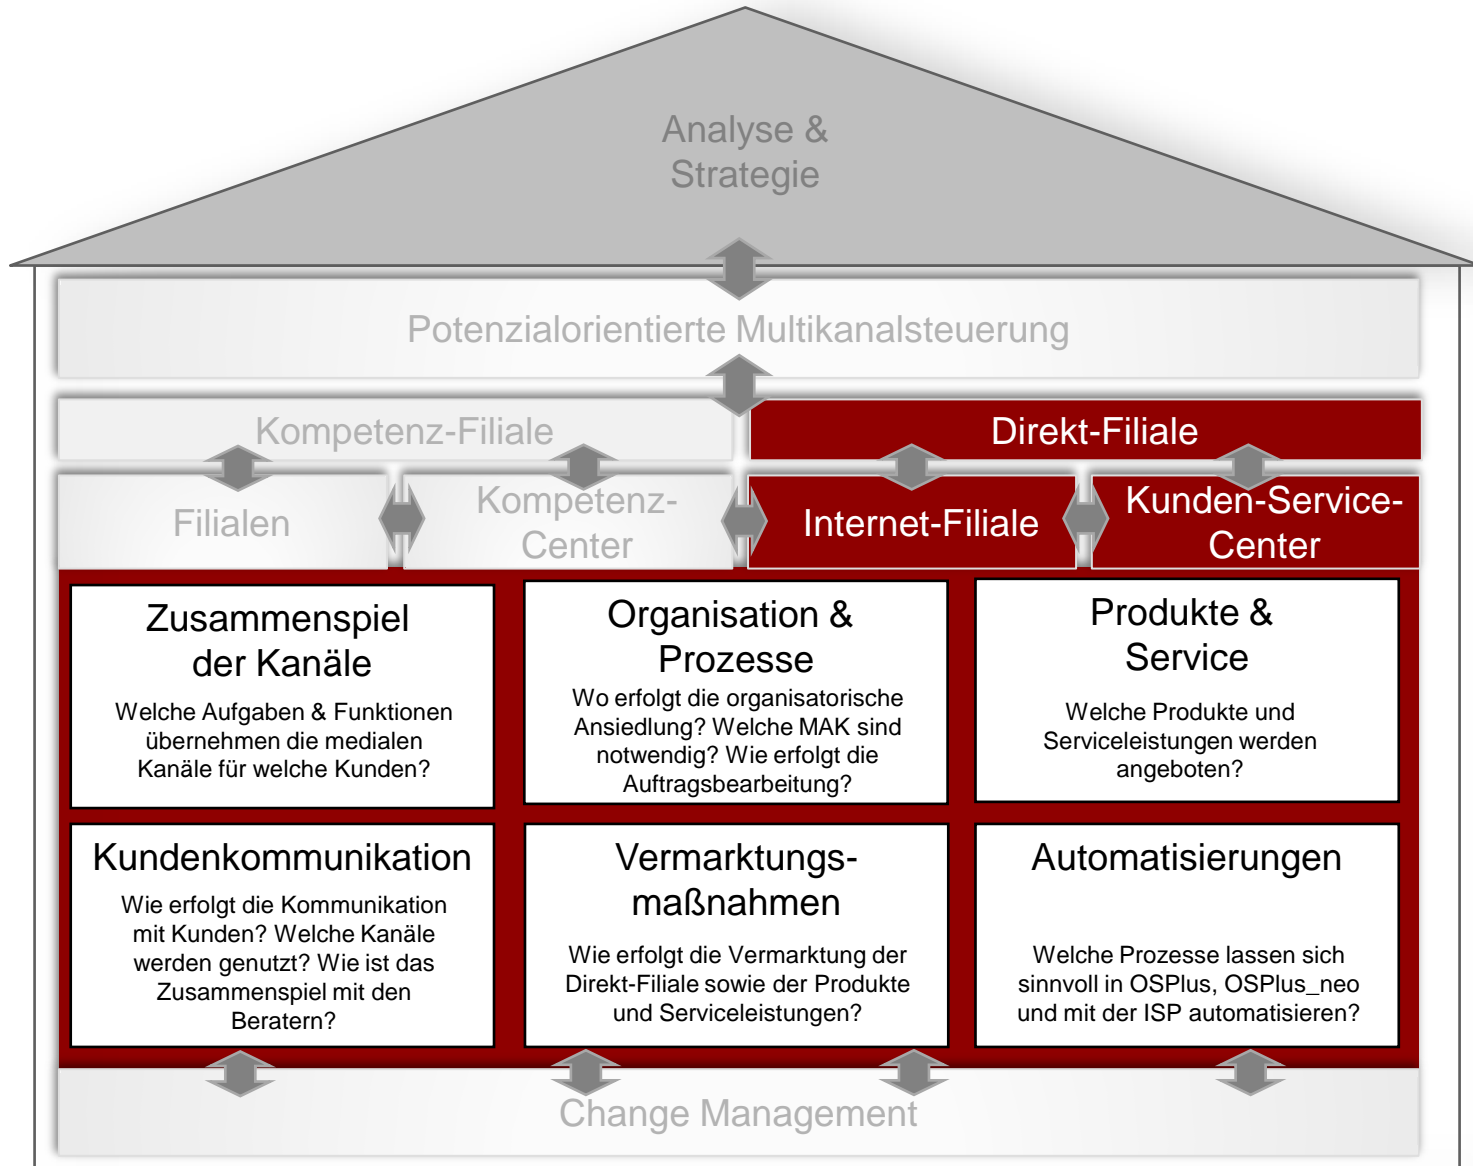 Analyse &
Strategie
Potenzialorientierte Multikanalsteuerung
Kompetenz-Filiale
Direkt-Filiale
Filialen
Kompetenz-
Center
Internet-Filiale
Kunden-Service-
Center
Zusammenspiel
der Kanäle
Welche Aufgaben & Funktionen
übernehmen die medialen
Kanäle für welche Kunden?
Organisation &
Prozesse
Wo erfolgt die organisatorische
Ansiedlung? Welche MAK sind
notwendig? Wie erfolgt die
Auftragsbearbeitung?
Produkte &
Service
Welche Produkte und
Serviceleistungen werden
angeboten?
Kundenkommunikation
Wie erfolgt die Kommunikation
mit Kunden? Welche Kanäle
werden genutzt? Wie ist das
Zusammenspiel mit den
Beratern?
Vermarktungs-
maßnahmen
Wie erfolgt die Vermarktung der
Direkt-Filiale sowie der Produkte
und Serviceleistungen?
Automatisierungen
Welche Prozesse lassen sich
sinnvoll in OSPlus, OSPlus_neo
und mit der ISP automatisieren?
Change Management